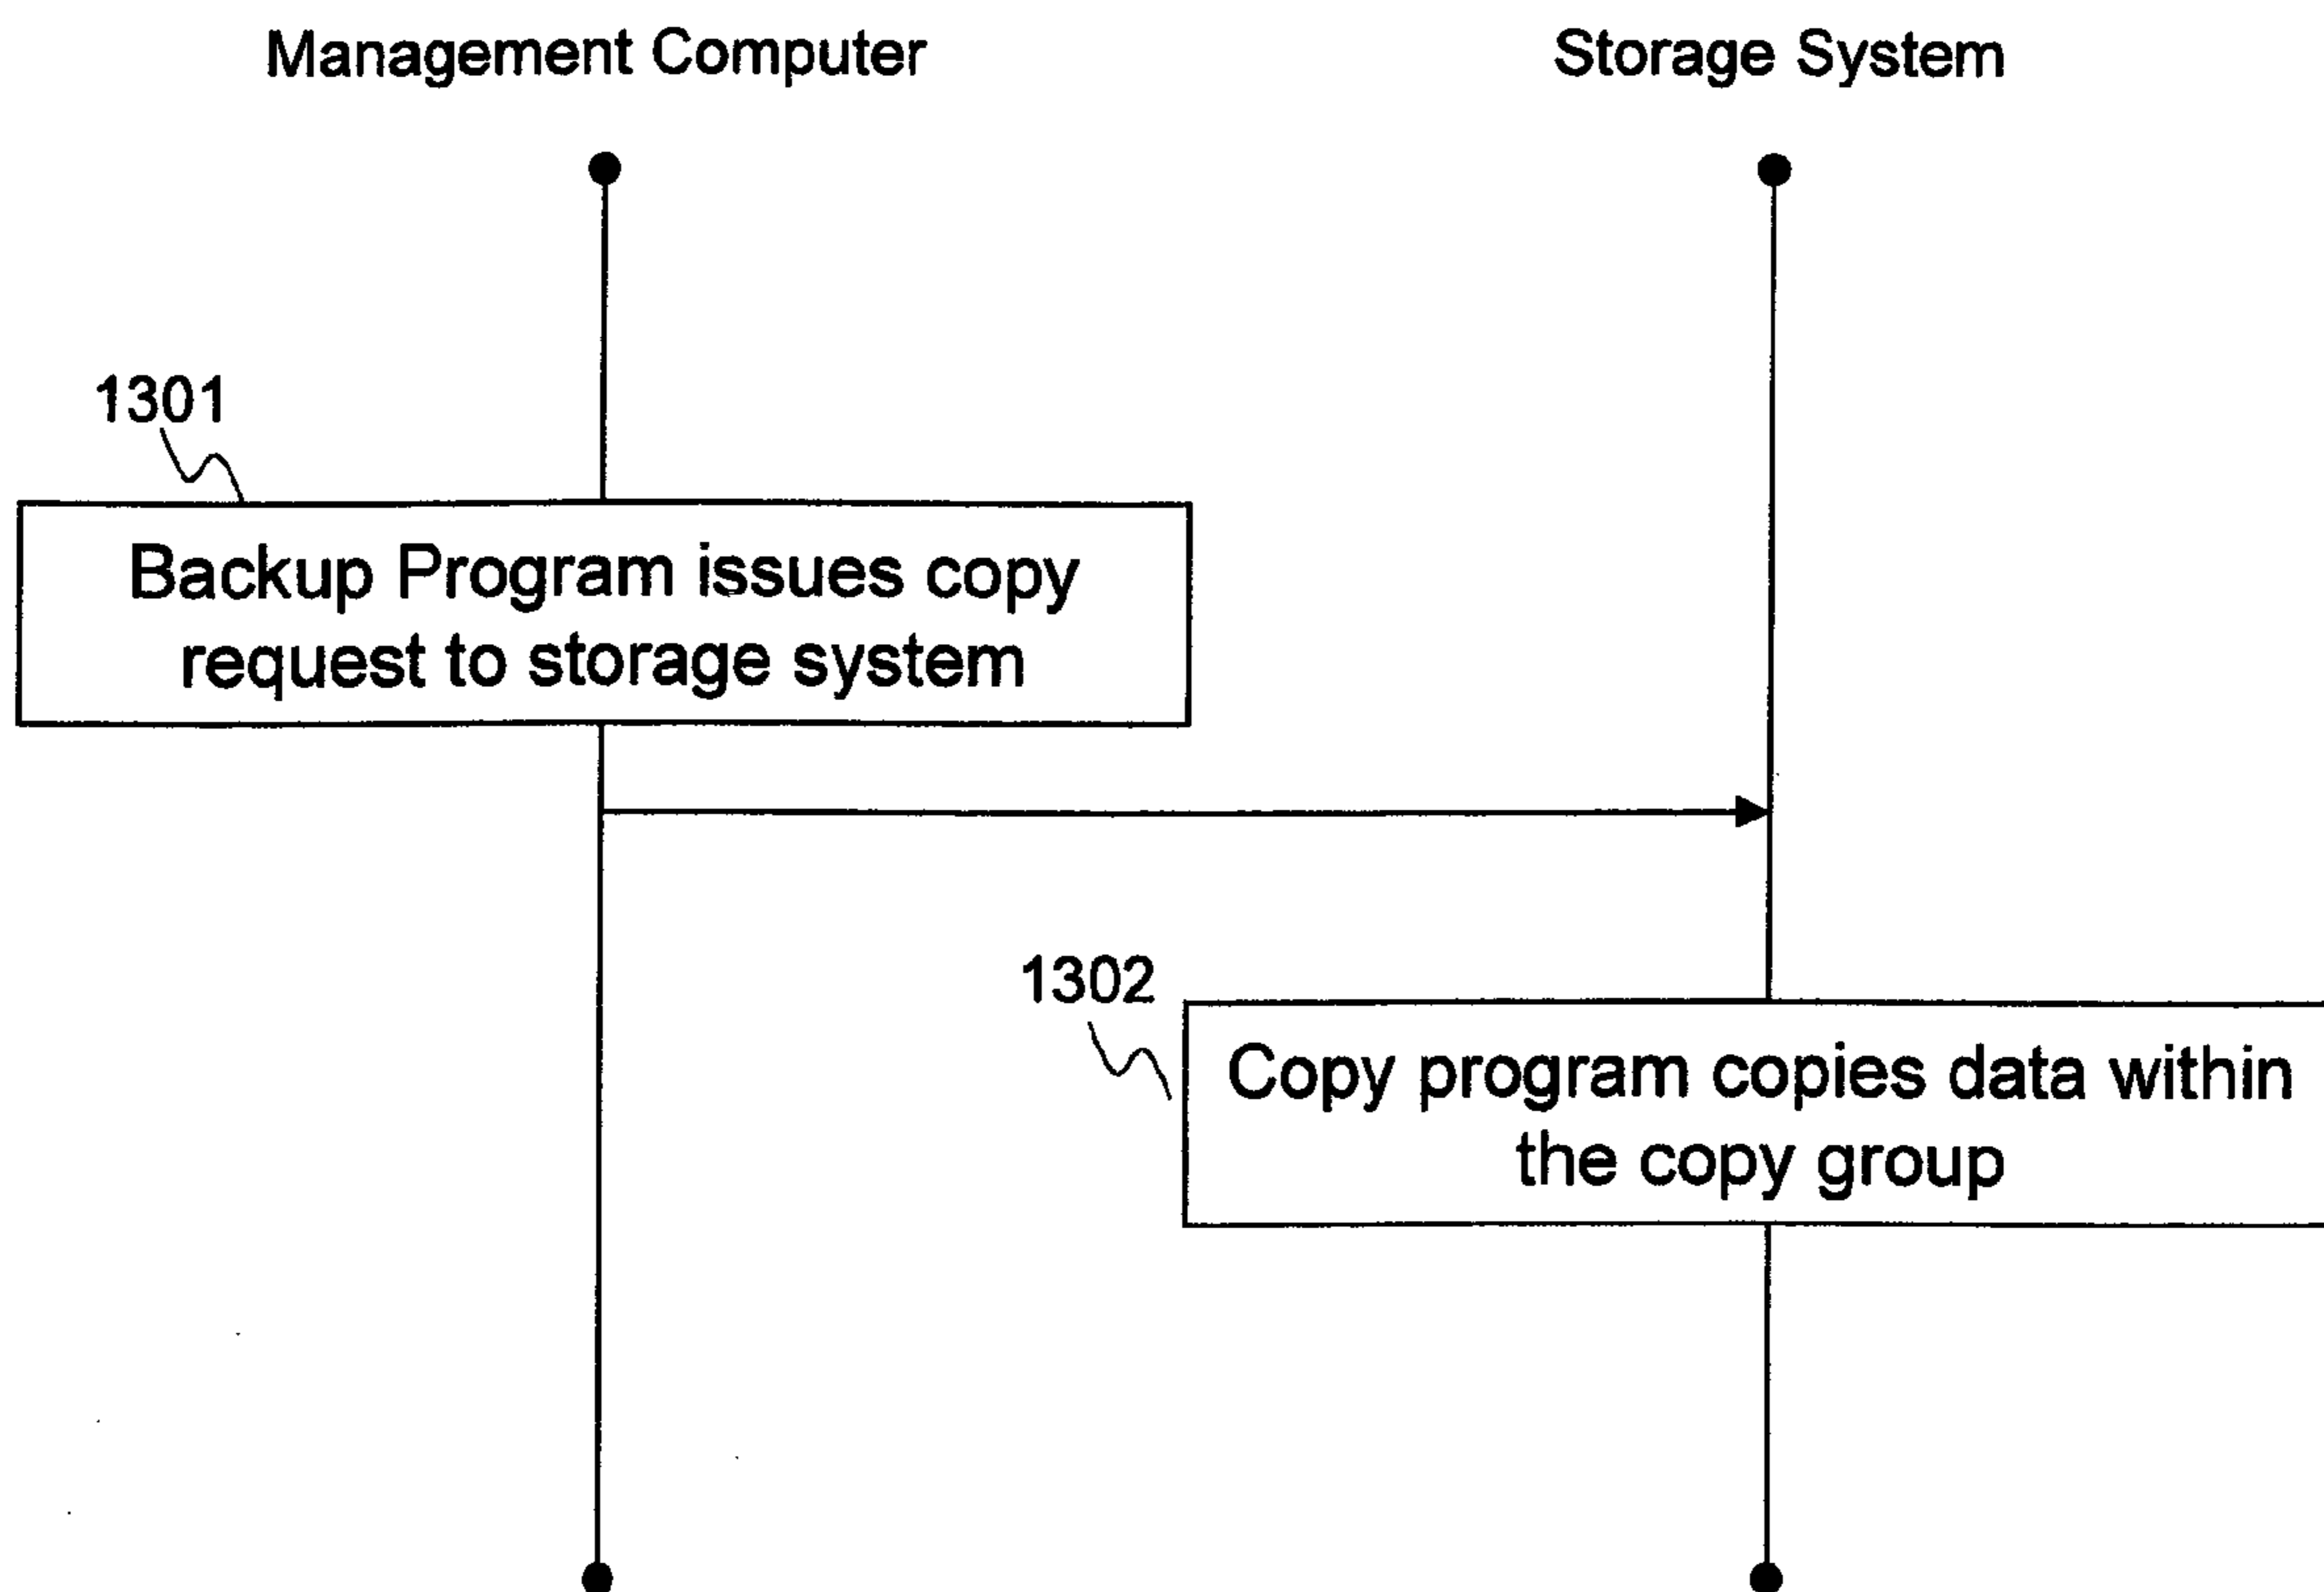 Management Computer
Storage System
1301
Backup Program issues copy
request to storage system
1302
Copy program copies data within
the copy group